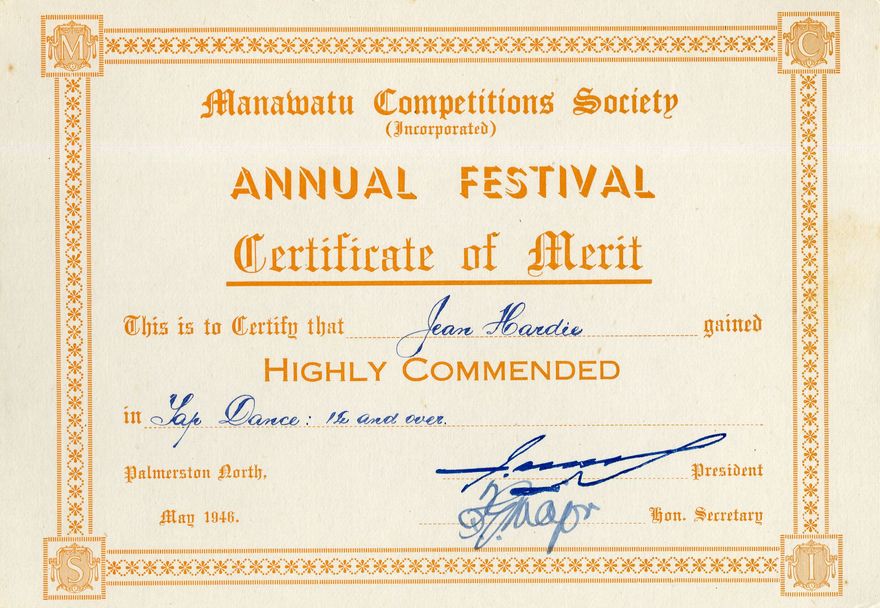 M C
Manawatu Competitions Society
(Incorporated)
ANNUAL FESTIVAL
Certificate of Merit
This is to Certify that Jean Hardie gained
HIGHLY COMMENDED
in Tap Dance: 12 and over.
Palmerston North, President
May 1946. Major Hon. Secretary
S I